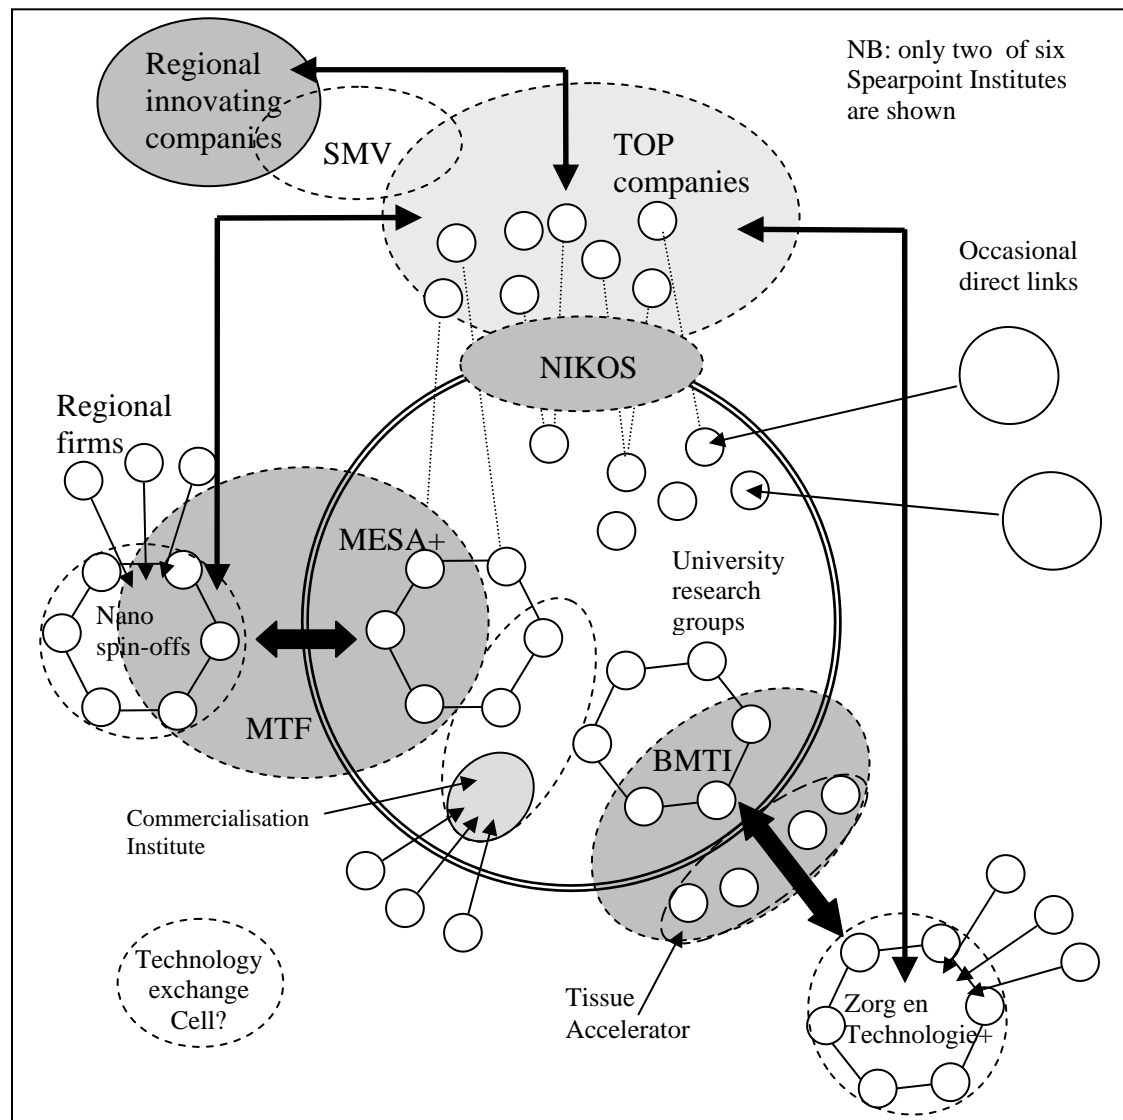 Regional
innovating
companies
SMV
TOP
companies
NB: only two  of six
Spearpoint Institutes
are shown
Occasional
direct links
NIKOS
Regional
firms
MESA+
Nano
spin-offs
MTF
University
research
groups
BMTI
Commercialisation
Institute
Technology
exchange
Cell?
Tissue
Accelerator
Zorg en
Technologie+